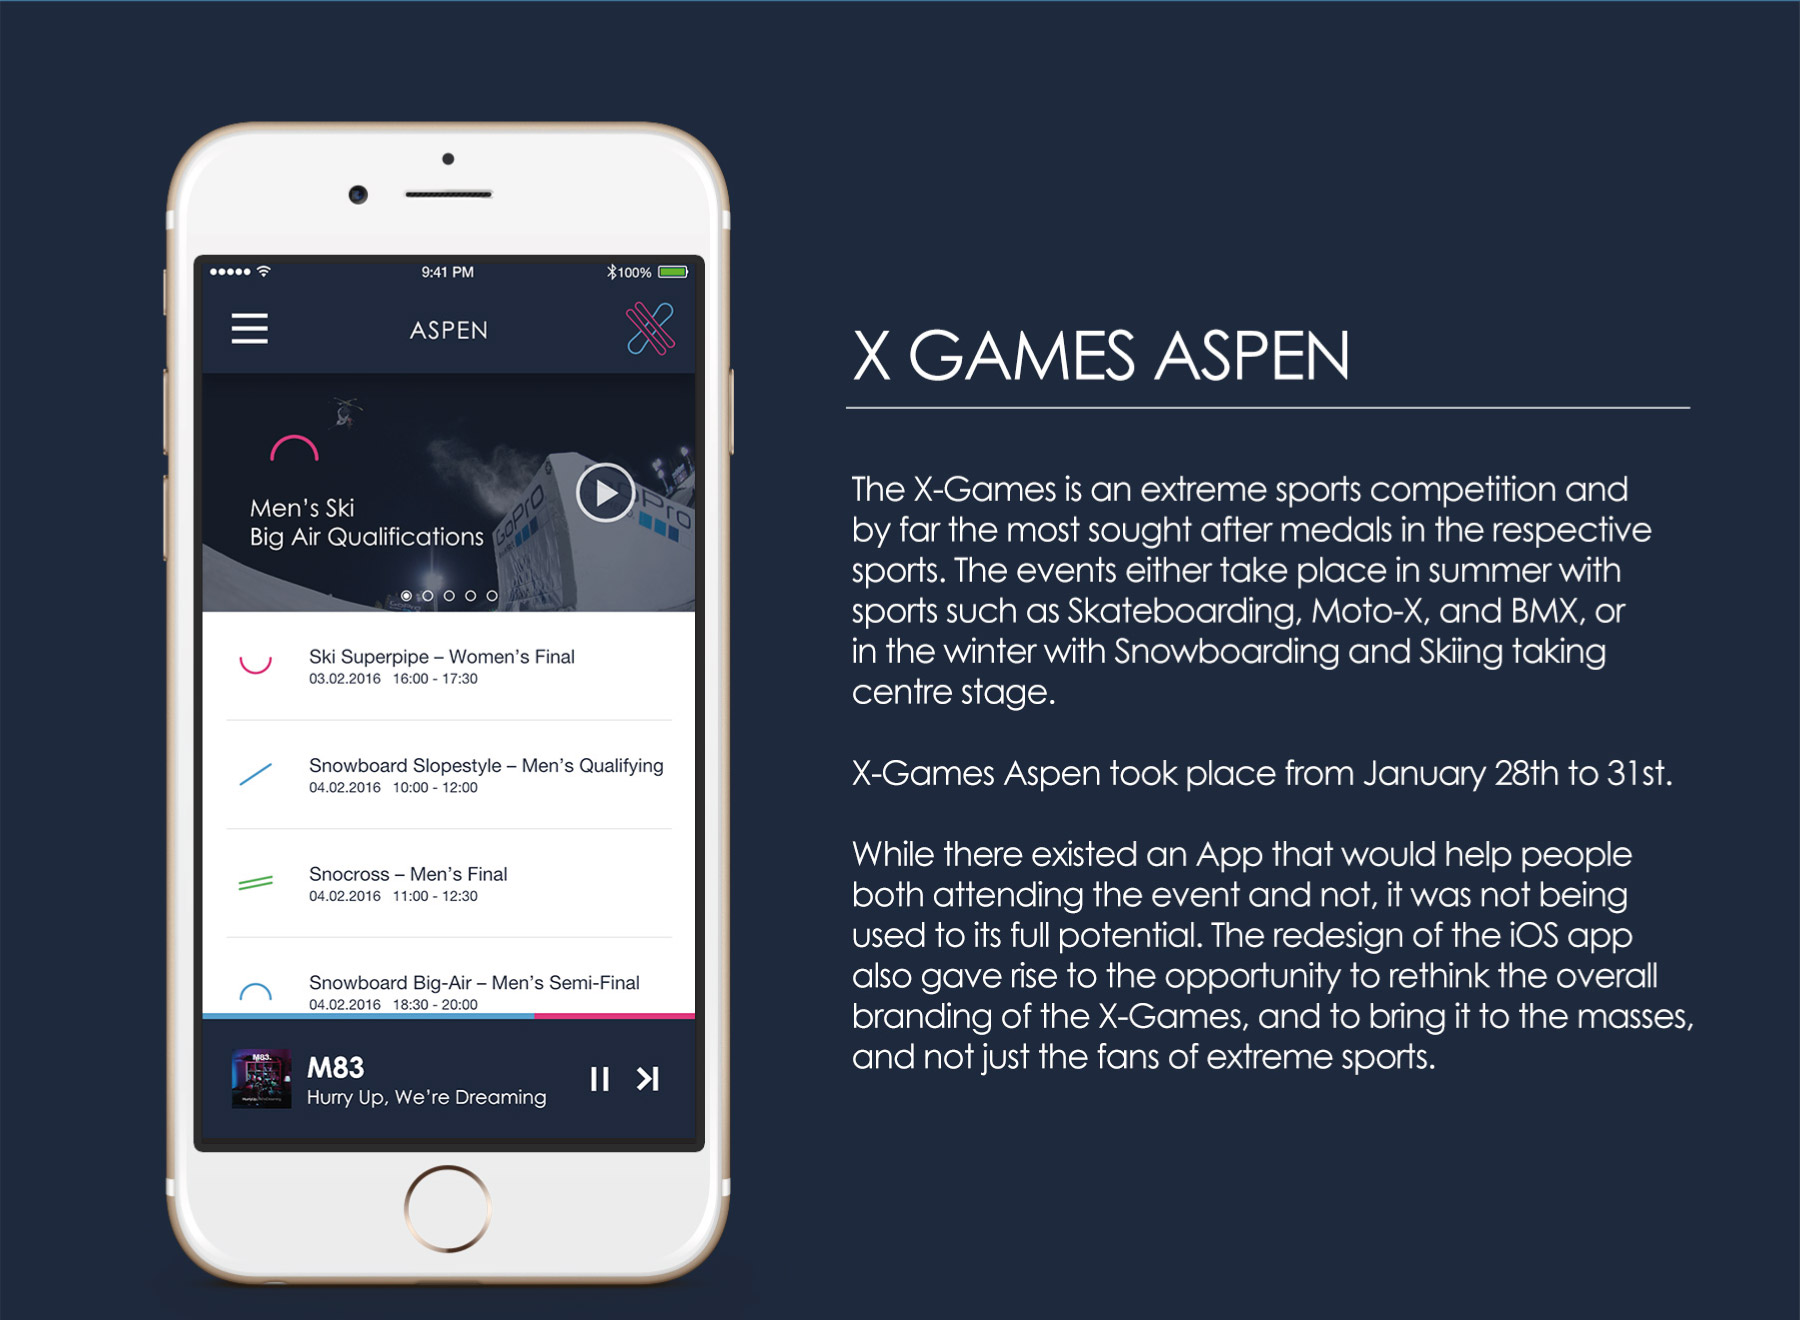 9:41 PM
100%
ASPEN
Men's Ski
Big Air Qualifications
GoPro
Ski Superpipe – Women's Final
03.02.2016 16:00 - 17:30
Snowboard Slopestyle – Men's Qualifying
04.02.2016 10:00 - 12:00
Snocross – Men's Final
04.02.2016 11:00 - 12:30
Snowboard Big-Air – Men's Semi-Final
04.02.2016 18:30 - 20:00
M83.
M83
Hurry Up, We're Dreaming
X GAMES ASPEN
The X-Games is an extreme sports competition and
by far the most sought after medals in the respective
sports. The events either take place in summer with
sports such as Skateboarding, Moto-X, and BMX, or
in the winter with Snowboarding and Skiing taking
centre stage.
X-Games Aspen took place from January 28th to 31st.
While there existed an App that would help people
both attending the event and not, it was not being
used to its full potential. The redesign of the iOS app
also gave rise to the opportunity to rethink the overall
branding of the X-Games, and to bring it to the masses,
and not just the fans of extreme sports.